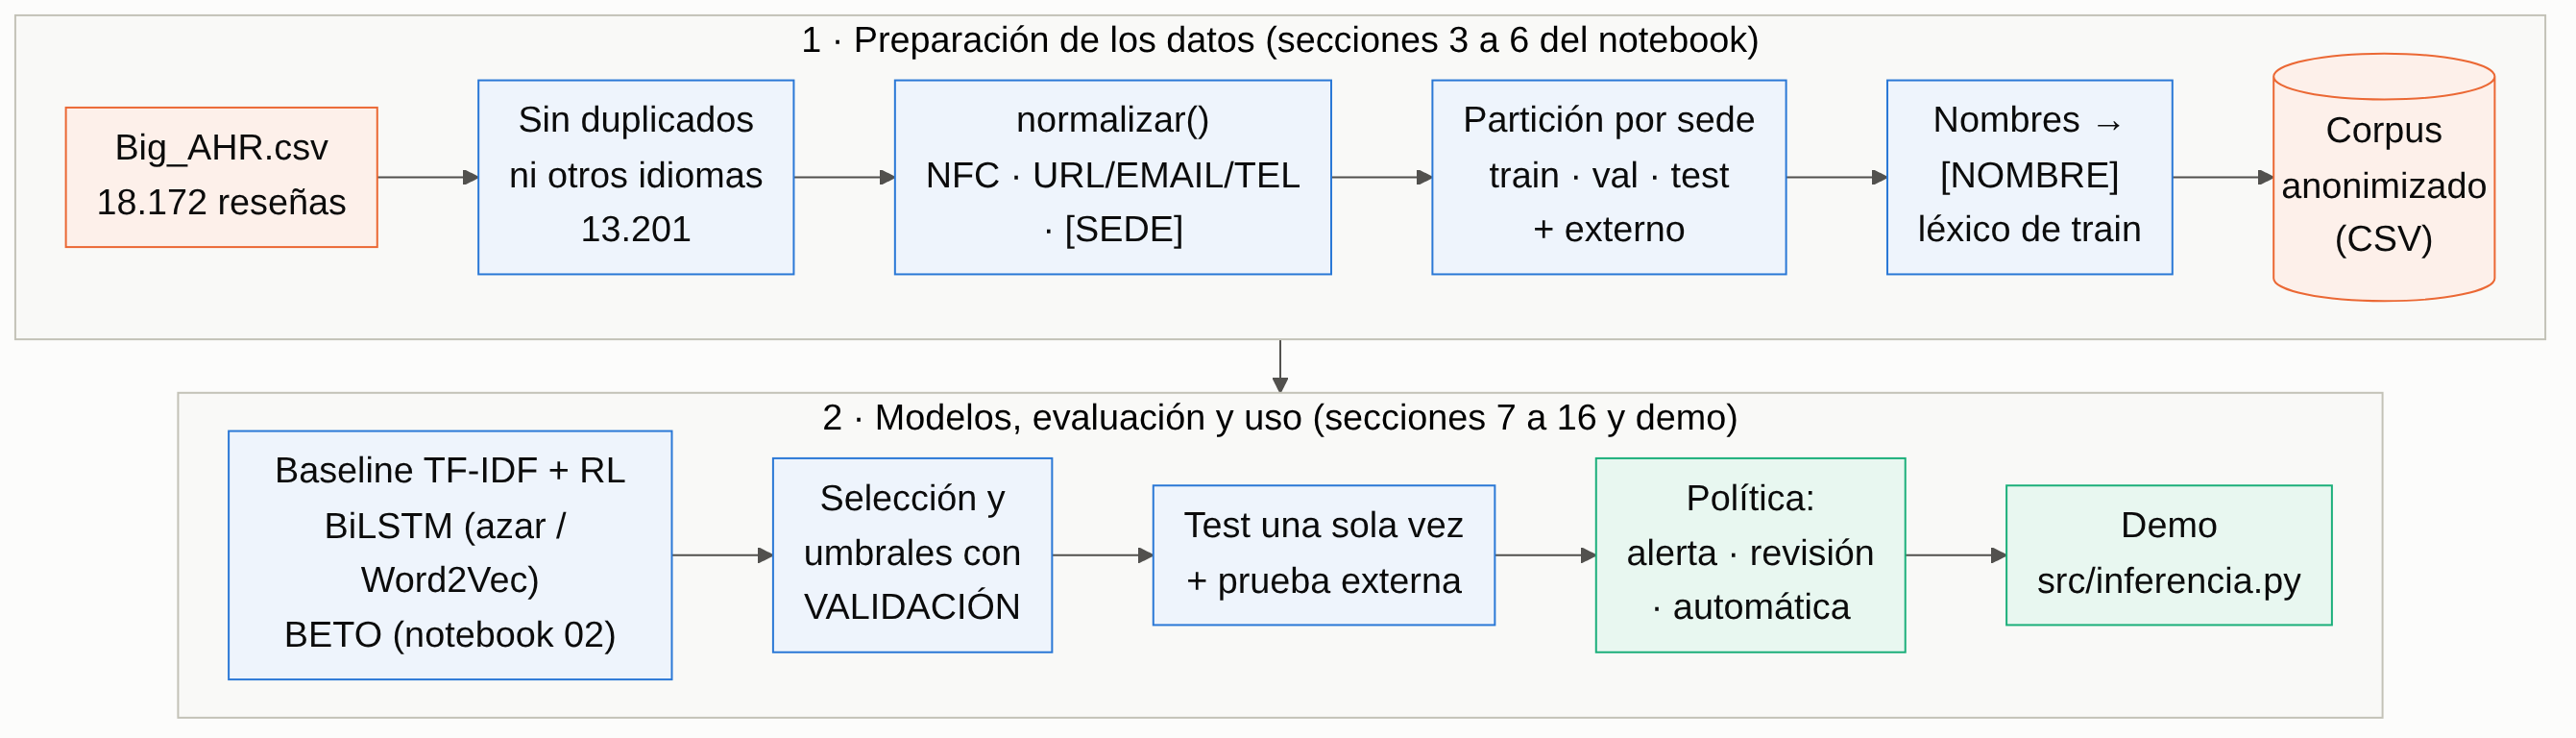 1 · Preparación de los datos (secciones 3 a 6 del notebook)
Big_AHR.csv
18.172 reseñas
Sin duplicados
ni otros idiomas
13.201
normalizar()
NFC · URL/EMAIL/TEL
· [SEDE]
Partición por sede
train · val · test
+ externo
Nombres →
[NOMBRE]
léxico de train
Corpus
anonimizado
(CSV)
2 · Modelos, evaluación y uso (secciones 7 a 16 y demo)
Baseline TF-IDF + RL
BiLSTM (azar /
Word2Vec)
BETO (notebook 02)
Selección y
umbrales con
VALIDACIÓN
Test una sola vez
+ prueba externa
Política:
alerta · revisión
· automática
Demo
src/inferencia.py